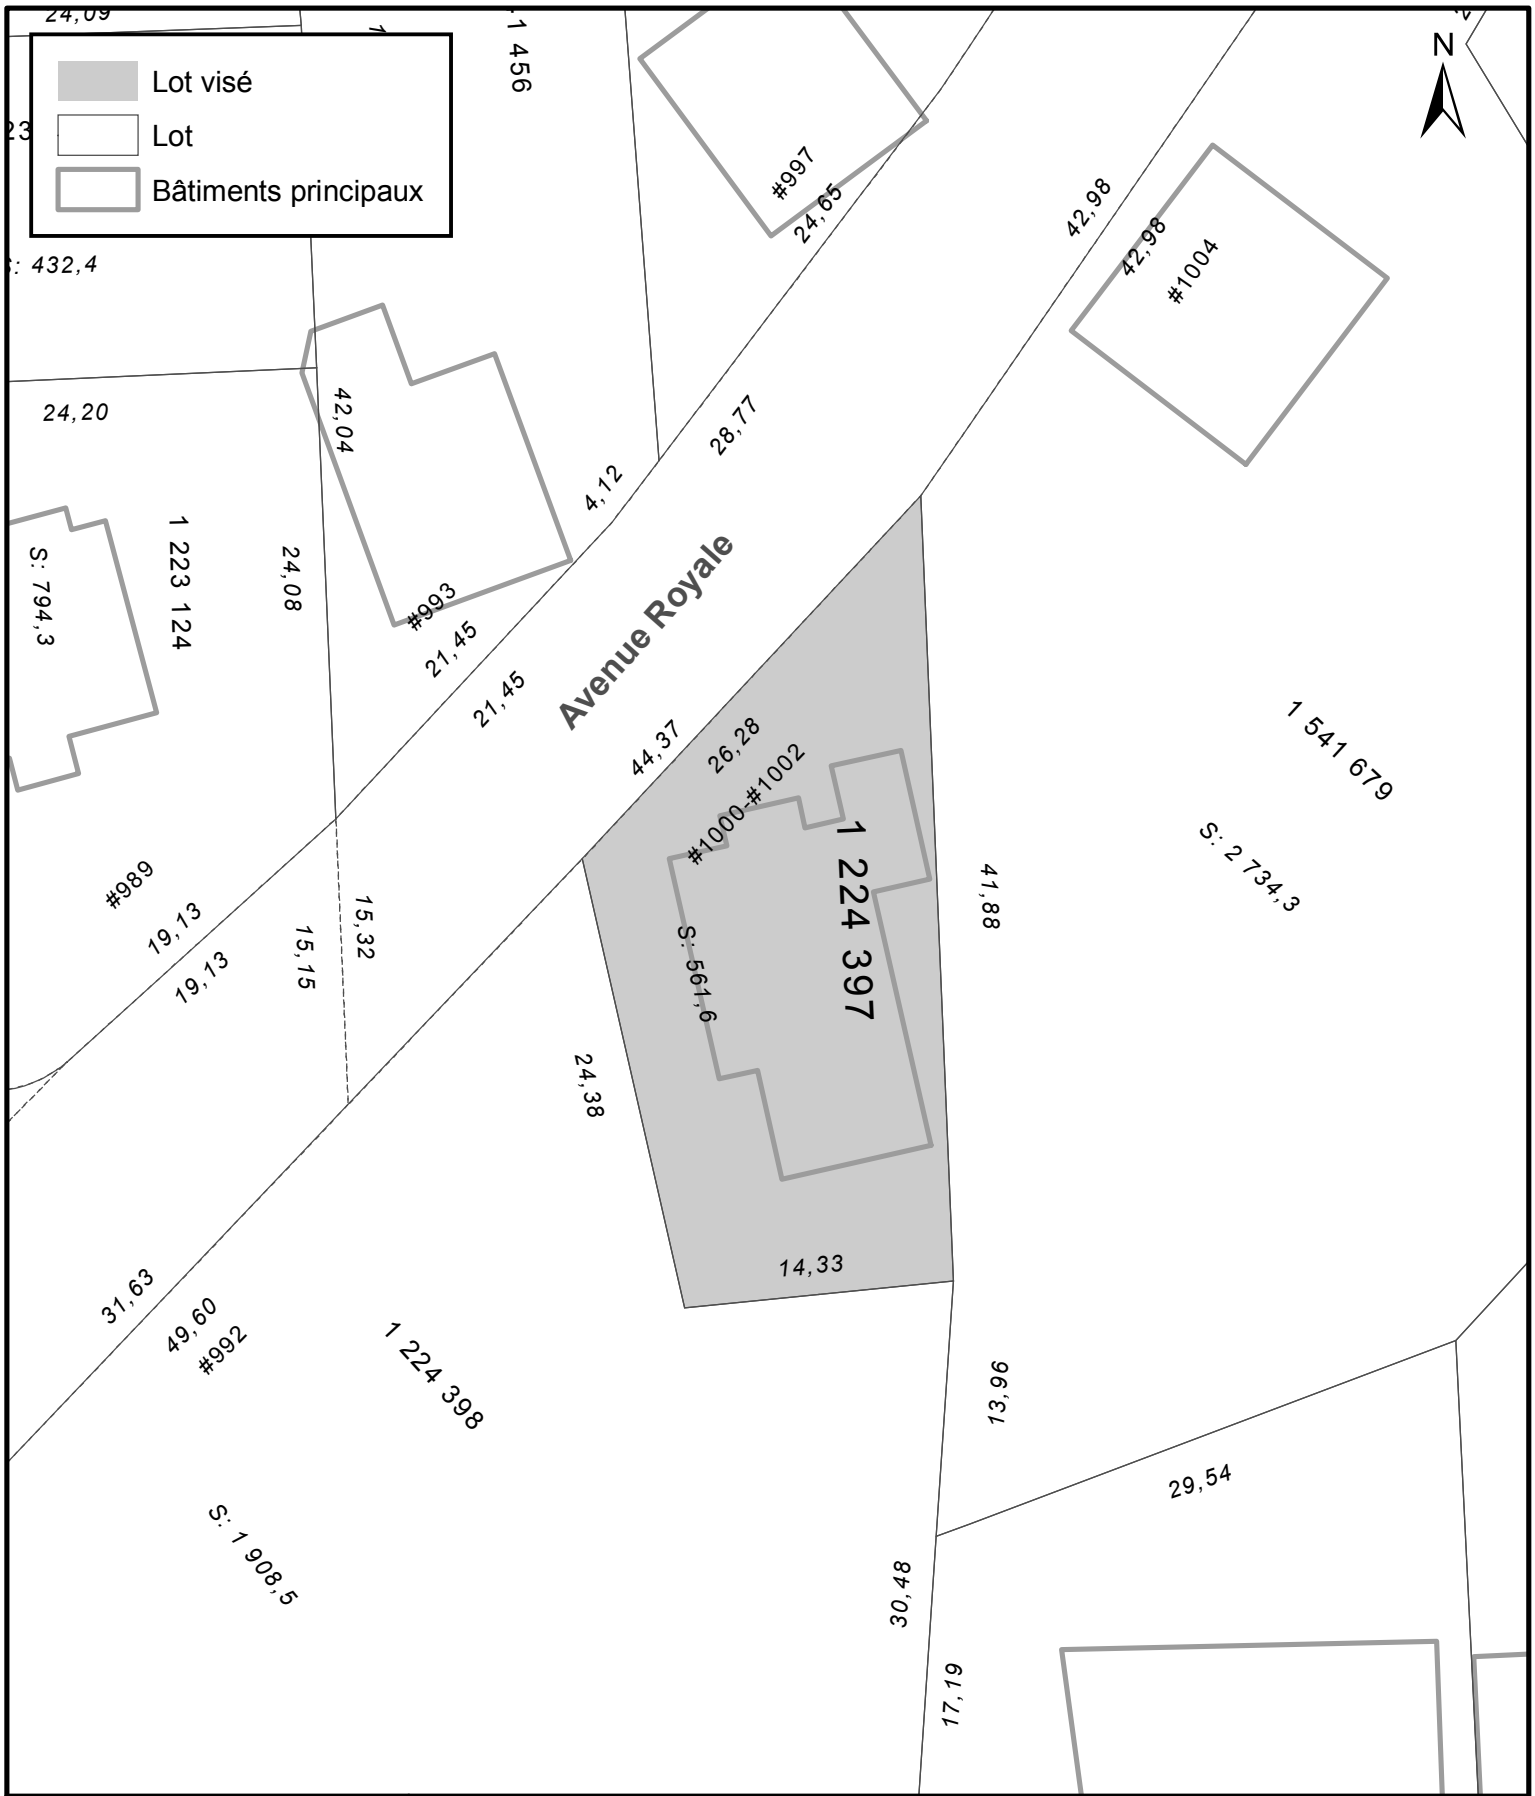 24,09
1 456
N
Lot visé
Lot
Bâtiments principaux
23
S: 432,4
#997
24,65
42,98
42,98
#1004
24,20
42,04
28,77
4,12
1 223 124
S: 794,3
24,08
#993
21,45
21,45
Avenue Royale
44,37
26,28
#1000-#1002
1 541 679
S: 2 734,3
1 224 397
S: 561,6
41,88
#989
19,13
19,13
15,32
15,15
24,38
14,33
31,63
49,60
#992
1 224 398
S: 1 908,5
13,96
29,54
30,48
17,19